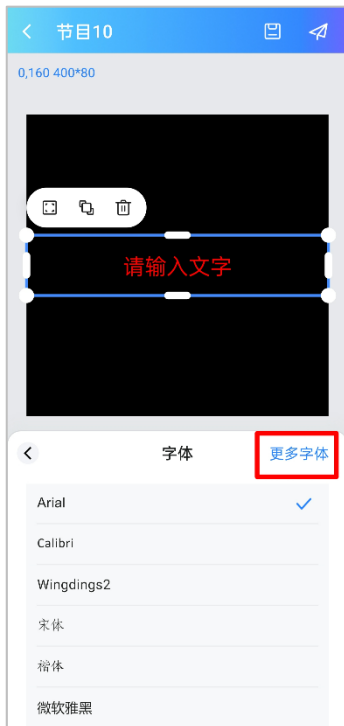 节目10
0,160 400*80
请输入文字
字体
更多字体
Arial
Calibri
Wingdings2
宋体
楷体
微软雅黑